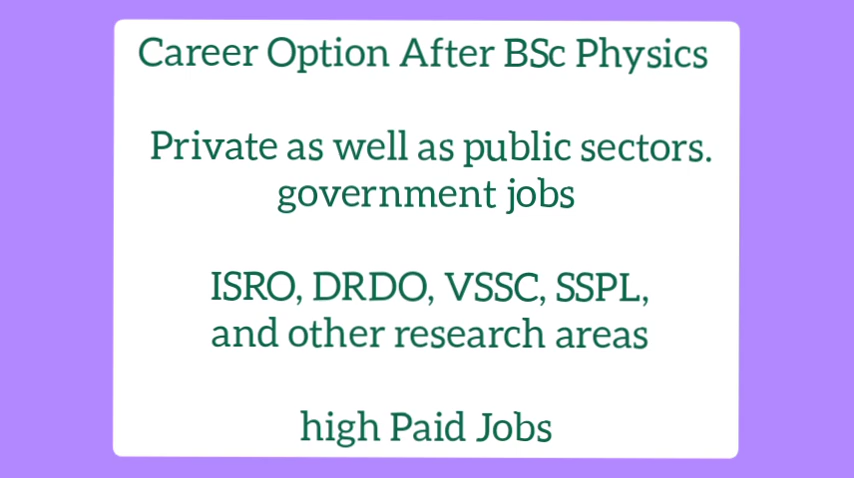 Career Option After BSc Physics
Private as well as public sectors.
government jobs
ISRO, DRDO, VSSC, SSPL,
and other research areas
high Paid Jobs